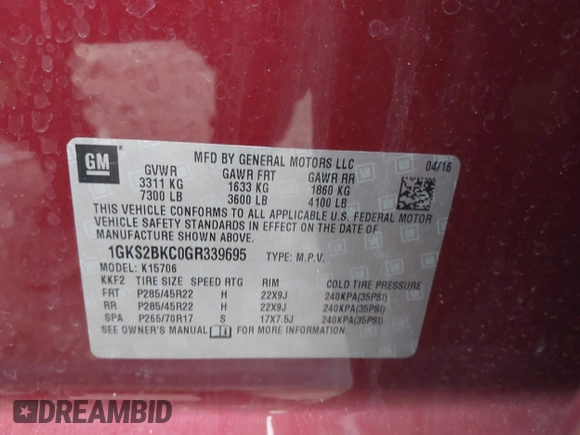 GM
MFD BY GENERAL MOTORS LLC
04/16
GVWR GAWR FRT GAWR RR
3311 KG 1633 KG 1860 KG
7300 LB 3600 LB 4100 LB
THIS VEHICLE CONFORMS TO ALL APPLICABLE U.S. FEDERAL MOTOR
VEHICLE SAFETY STANDARDS IN EFFECT ON THE DATE OF
MANUFACTURE SHOWN ABOVE.
1GKS2BKC0GR339695 TYPE: M.P.V.
MODEL: K15706
KKF2 TIRE SIZE SPEED RTG RIM COLD TIRE PRESSURE
FRT P285/45R22 H 22X9J 240KPA(35PSI)
RR P285/45R22 H 22X9J 240KPA(35PSI)
SPA P265/70R17 S 17X7.5J 240KPA(35PSI)
SEE OWNER'S MANUAL FOR MORE INFORMATION.
DREAMBID